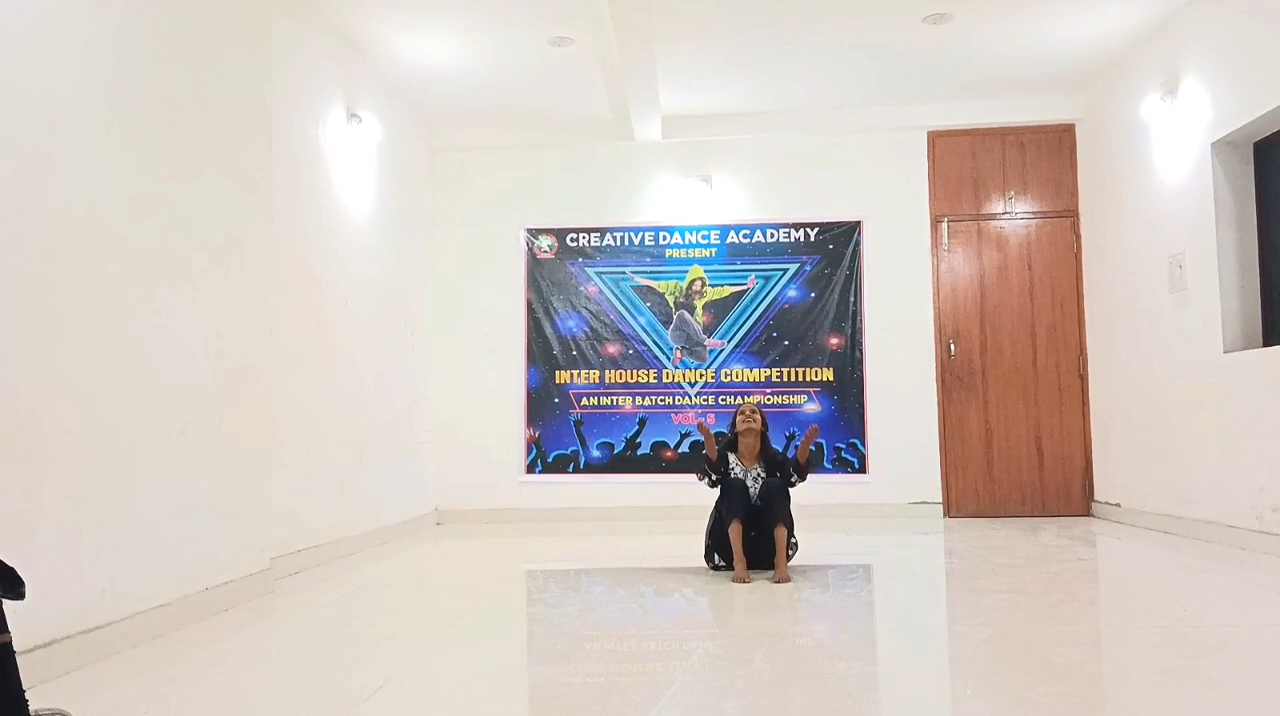 CREATIVE DANCE ACADEMY
PRESENT
INTER HOUSE DANCE COMPETITION
AN INTER BATCH DANCE CHAMPIONSHIP
VOL- 5